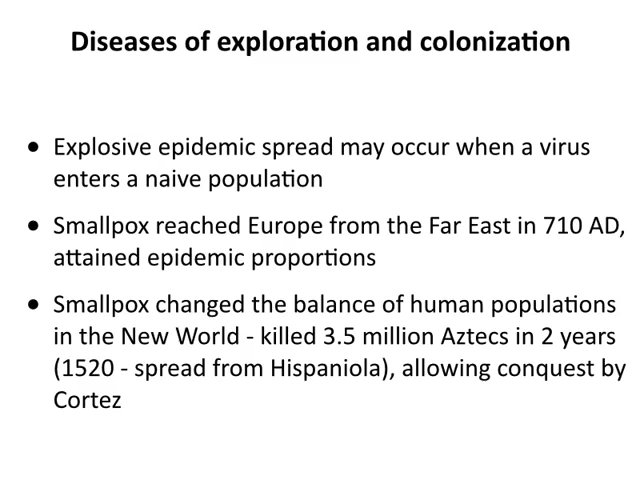 Diseases of exploration and colonization
● Explosive epidemic spread may occur when a virus
enters a naive population
● Smallpox reached Europe from the Far East in 710 AD,
attained epidemic proportions
● Smallpox changed the balance of human populations
in the New World - killed 3.5 million Aztecs in 2 years
(1520 - spread from Hispaniola), allowing conquest by
Cortez